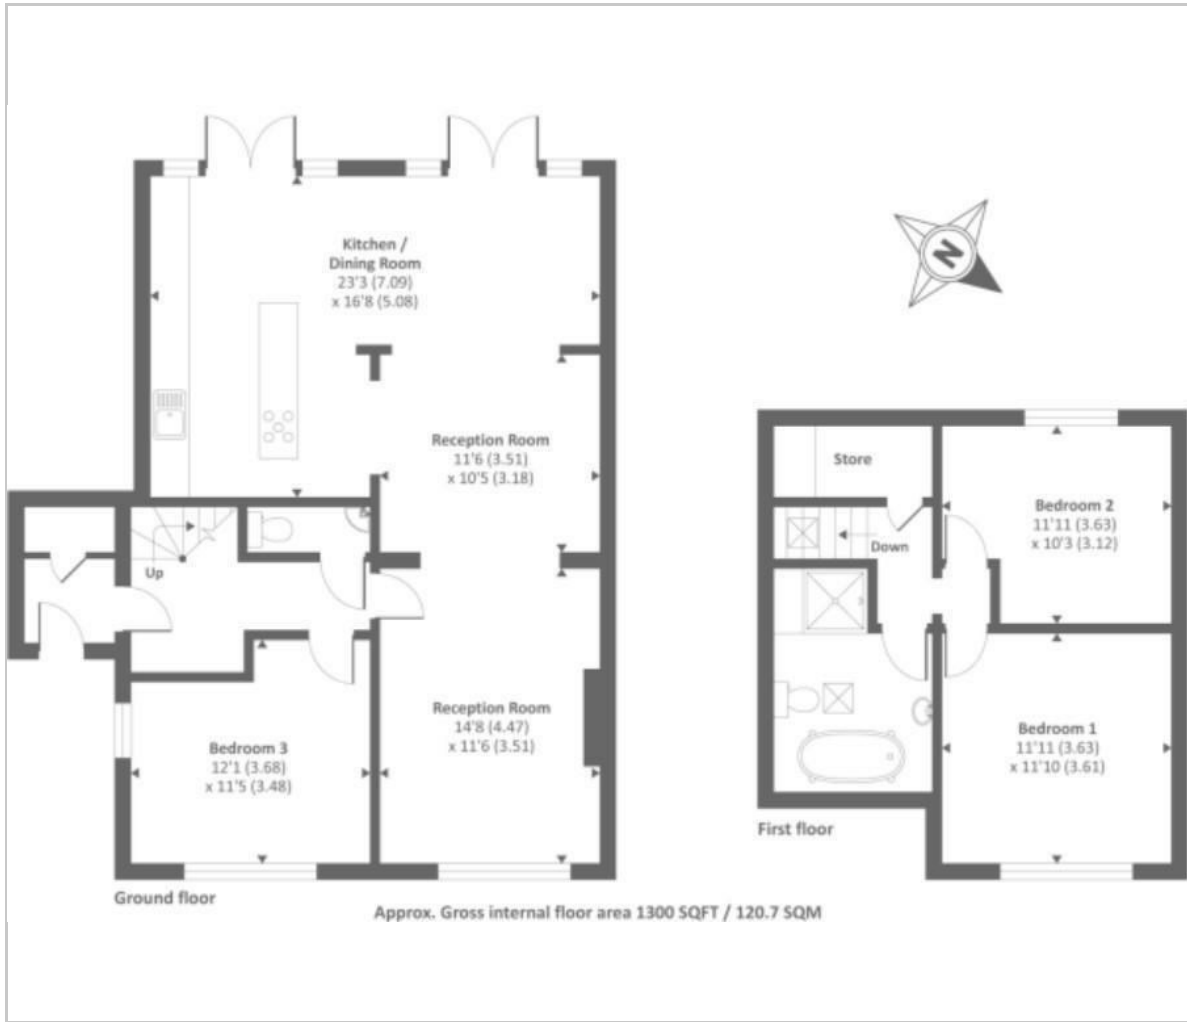 Kitchen /
Dining Room
23'3 (7.09)
x 16'8 (5.08)
N
Reception Room
11'6 (3.51)
x 10'5 (3.18)
Store
Bedroom 2
11'11 (3.63)
x 10'3 (3.12)
Down
Up
Reception Room
14'8 (4.47)
x 11'6 (3.51)
Bedroom 3
12'1 (3.68)
x 11'5 (3.48)
Bedroom 1
11'11 (3.63)
x 11'10 (3.61)
First floor
Ground floor
Approx. Gross internal floor area 1300 SQFT / 120.7 SQM